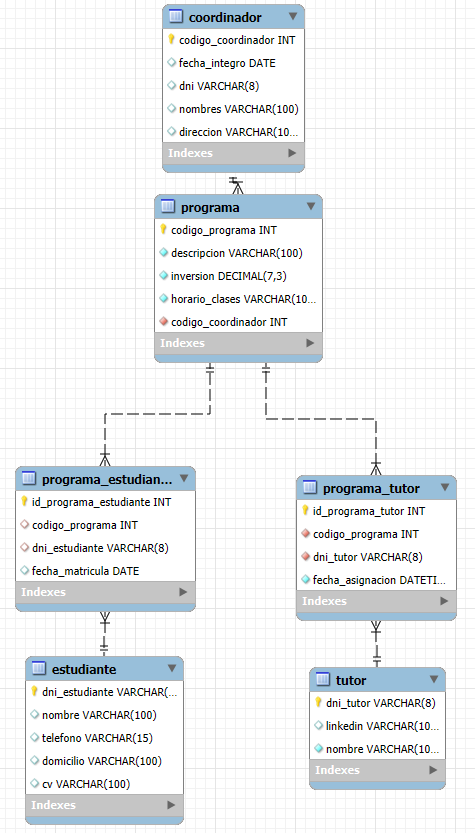 coordinador
codigo_coordinador INT
fecha_integro DATE
dni VARCHAR(8)
nombres VARCHAR(100)
direccion VARCHAR(10...
Indexes
programa
codigo_programa INT
descripcion VARCHAR(100)
inversion DECIMAL(7,3)
horario_clases VARCHAR(10...
codigo_coordinador INT
Indexes
programa_estudian...
id_programa_estudiante INT
codigo_programa INT
dni_estudiante VARCHAR(8)
fecha_matricula DATE
Indexes
programa_tutor
id_programa_tutor INT
codigo_programa INT
dni_tutor VARCHAR(8)
fecha_asignacion DATETI...
Indexes
estudiante
dni_estudiante VARCHAR(...
nombre VARCHAR(100)
telefono VARCHAR(15)
domicilio VARCHAR(100)
cv VARCHAR(100)
Indexes
tutor
dni_tutor VARCHAR(8)
linkedin VARCHAR(10...
nombre VARCHAR(10...
Indexes